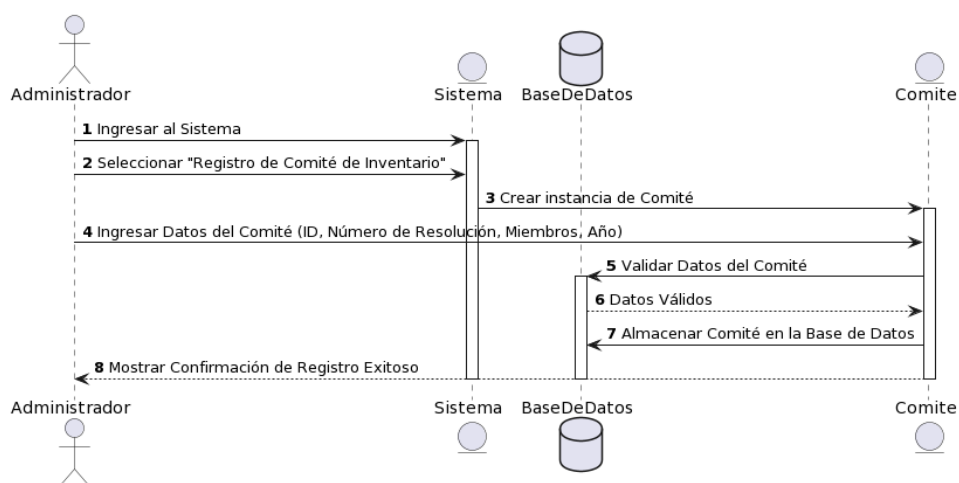 Administrador
Sistema
BaseDeDatos
Comite
1 Ingresar al Sistema
2 Seleccionar "Registro de Comité de Inventario"
3 Crear instancia de Comité
4 Ingresar Datos del Comité (ID, Número de Resolución, Miembros, Año)
5 Validar Datos del Comité
6 Datos Válidos
7 Almacenar Comité en la Base de Datos
8 Mostrar Confirmación de Registro Exitoso
Administrador
Sistema
BaseDeDatos
Comite